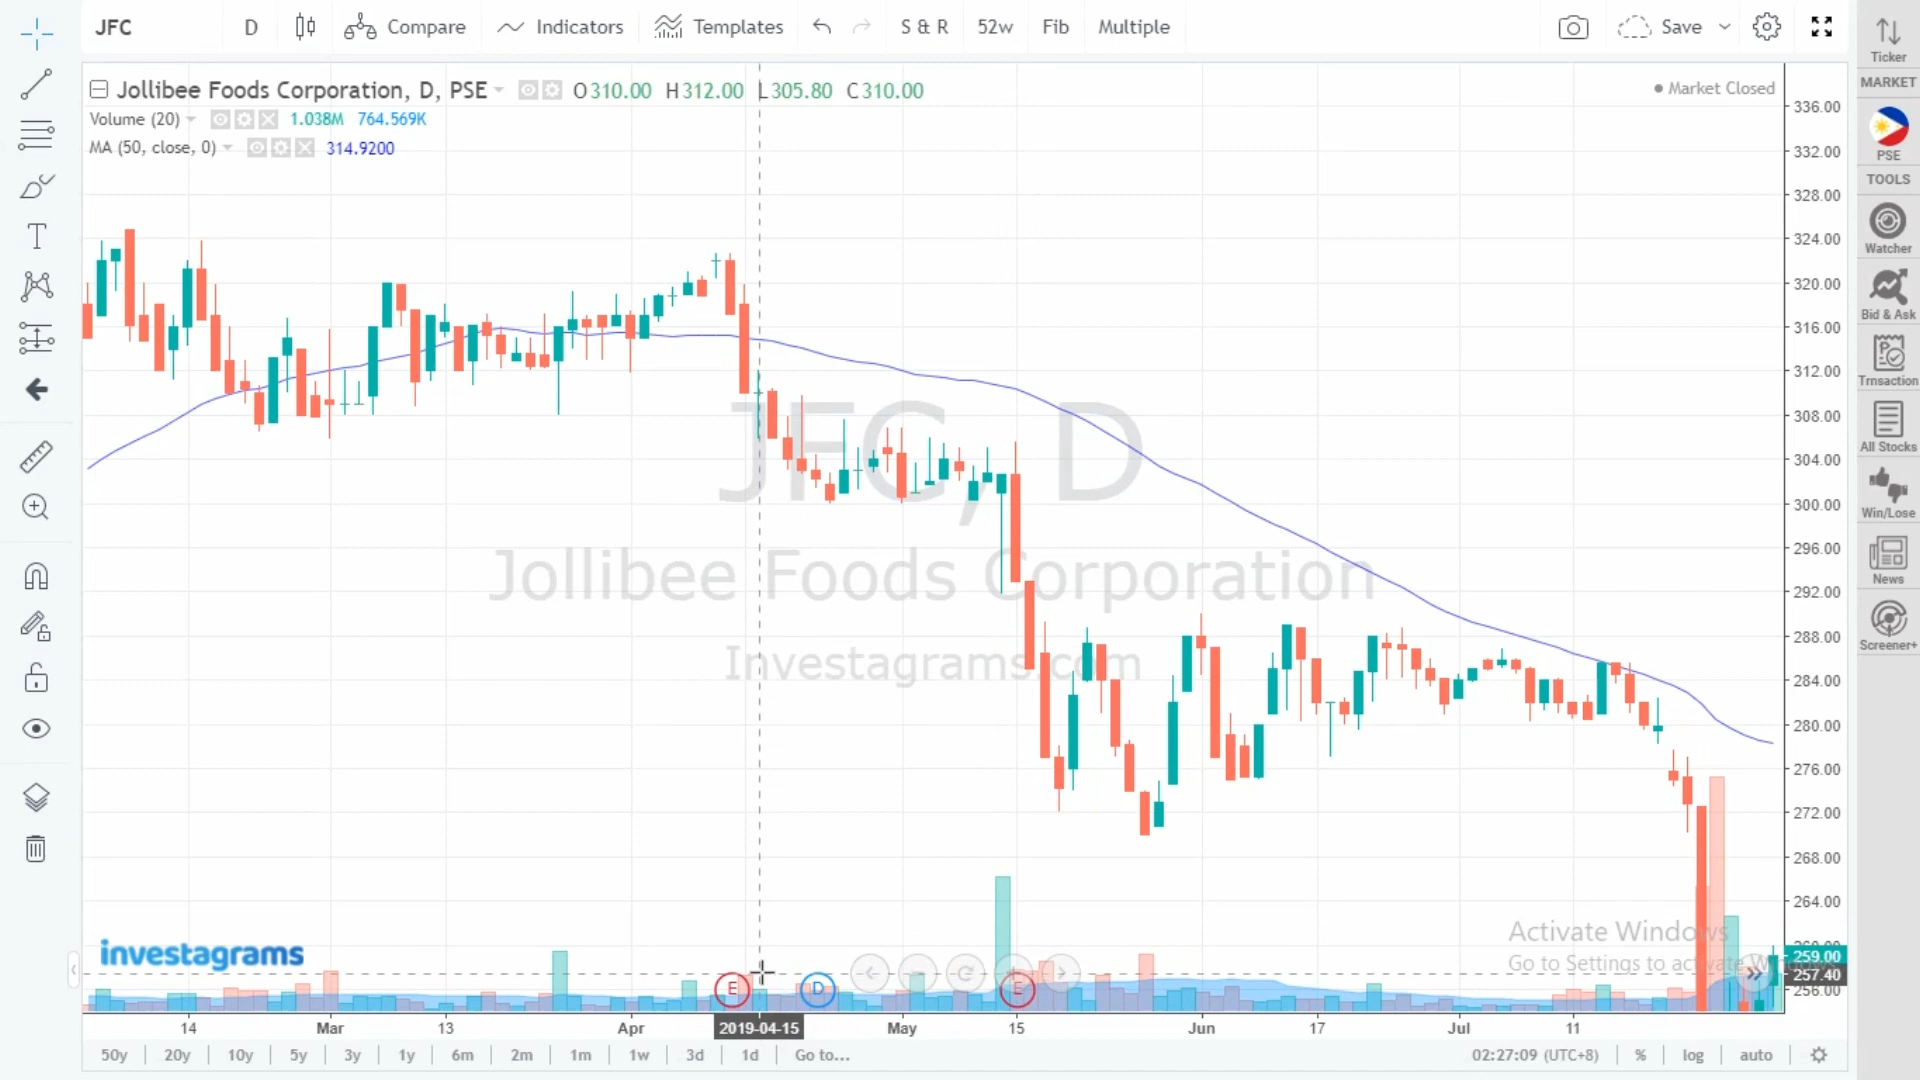 JFC D Compare Indicators Templates S & R 52w Fib Multiple Save
Ticker
MARKET
PSE
TOOLS
Watcher
Bid & Ask
Trnsaction
All Stocks
Win/Lose
News
Screener+
Jollibee Foods Corporation, D, PSE O310.00 H312.00 L305.80 C310.00
Market Closed
Volume (20) 1.038M 764.569K
MA (50, close, 0) 314.9200
JFC, D
Jollibee Foods Corporation
Investagrams.com
336.00
332.00
328.00
324.00
320.00
316.00
312.00
308.00
304.00
300.00
296.00
292.00
288.00
284.00
280.00
276.00
272.00
268.00
264.00
260.00
259.00
257.40
256.00
Activate Windows
Go to Settings to activate
investagrams
E D E
14 Mar 13 Apr 2019-04-15 May 15 Jun 17 Jul 11
50y 20y 10y 5y 3y 1y 6m 2m 1m 1w 3d 1d Go to... 02:27:09 (UTC+8) % log auto